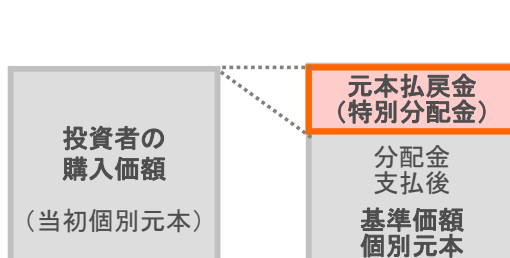 投資者の
購入価額
（当初個別元本）
元本払戻金
（特別分配金）
分配金
支払後
基準価額
個別元本